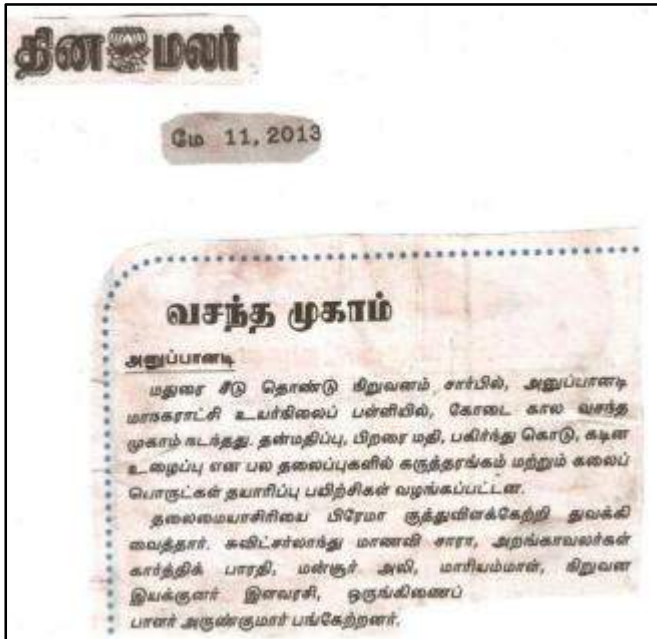 தினமலர்
மே 11, 2013
வசந்த முகாம்
அனுப்பானடி
மதுரை சீடு தொண்டு நிறுவனம் சார்பில், அனுப்பானடி
மாநகராட்சி உயர்நிலைப் பள்ளியில், கோடை கால வசந்த
முகாம் நடந்தது. தன்மதிப்பு, பிறரை மதி, பகிர்ந்து கொடு, கடின
உழைப்பு என பல தலைப்புகளில் கருத்தரங்கம் மற்றும் கலைப்
பொருட்கள் தயாரிப்பு பயிற்சிகள் வழங்கப்பட்டன.
தலைமையாசிரியை பிரேமா குத்துவிளக்கேற்றி துவக்கி
வைத்தார். சுவிட்சர்லாந்து மாணவி சாரா, அறங்காவலர்கள்
கார்த்திக் பாரதி, மன்சூர் அலி, மாரியம்மாள், நிறுவன
இயக்குனர் இளவரசி, ஒருங்கிணைப்
பாளர் அருண்குமார் பங்கேற்றனர்.